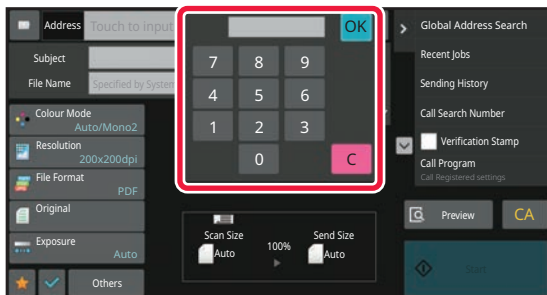 Address
Touch to input
OK
Subject
File Name
Specified by System
7 8 9
4 5 6
1 2 3
0
C
Colour Mode
Auto/Mono2
Resolution
200x200dpi
File Format
PDF
Original
Exposure
Auto
Others
Scan Size
Auto
100%
Send Size
Auto
Global Address Search
Recent Jobs
Sending History
Call Search Number
Verification Stamp
Call Program
Call Registered settings
Preview
CA
Start